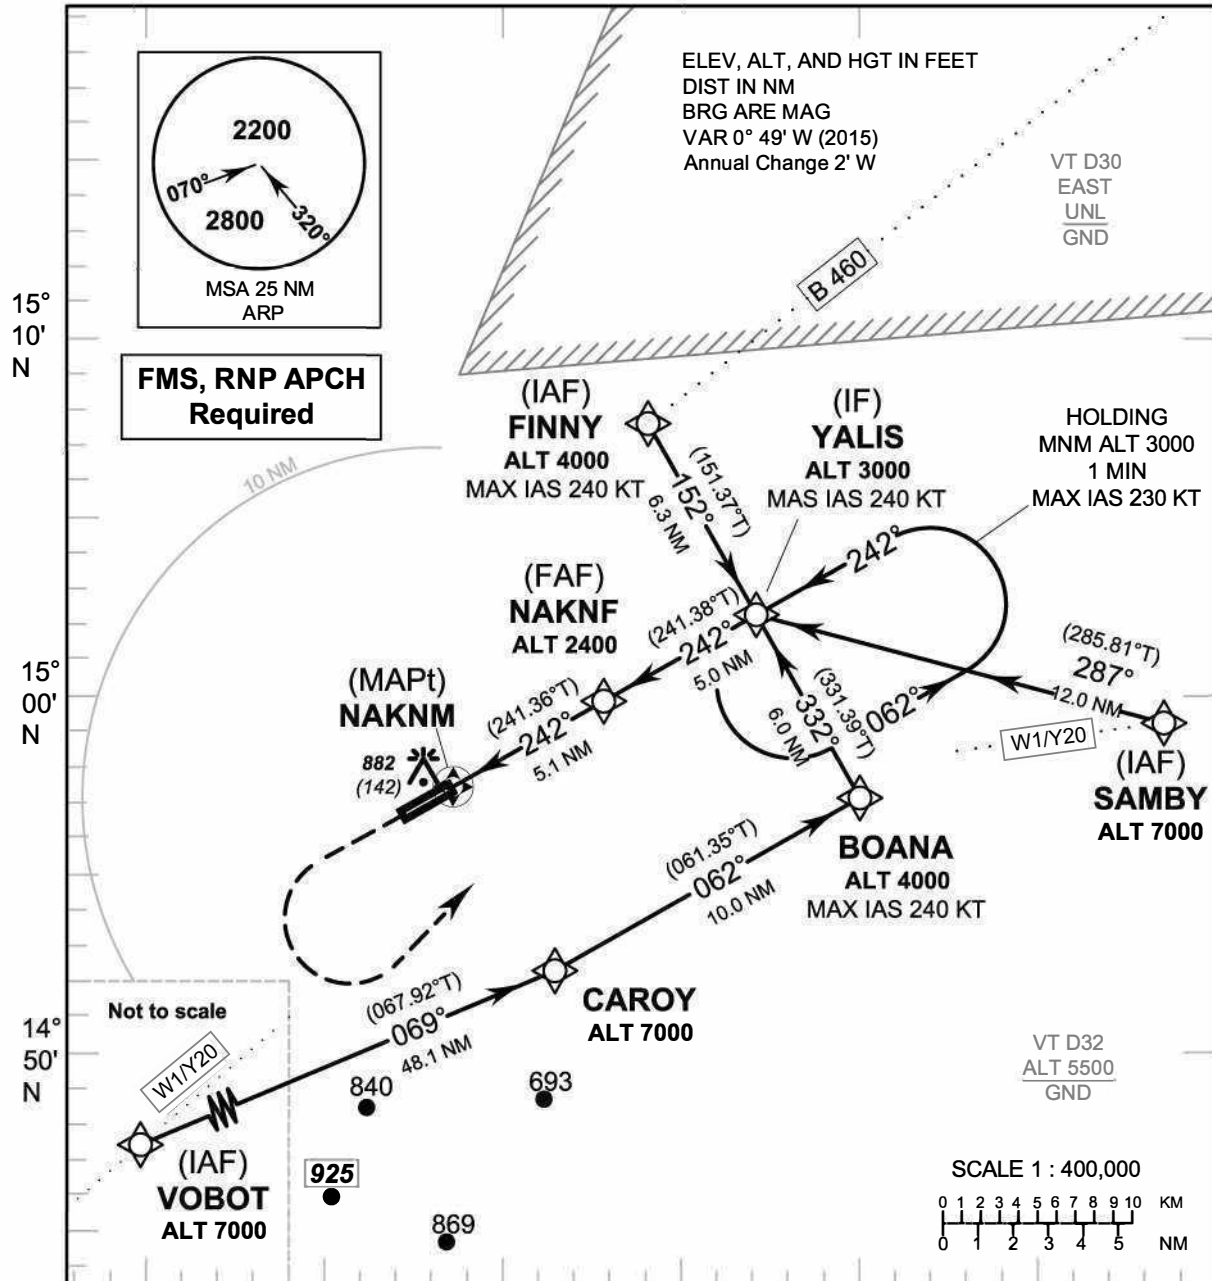 ELEV, ALT, AND HGT IN FEET
DIST IN NM
BRG ARE MAG
VAR 0° 49' W (2015)
Annual Change 2' W
2200
070°
2800
320°
MSA 25 NM
ARP
VT D30
EAST
UNL
GND
B 460
15°
10'
N
FMS, RNP APCH
Required
10 NM
(IAF)
FINNY
ALT 4000
MAX IAS 240 KT
(151.37°T)
152°
6.3 NM
(IF)
YALIS
ALT 3000
MAS IAS 240 KT
HOLDING
MNM ALT 3000
1 MIN
MAX IAS 230 KT
242°
(FAF)
NAKNF
ALT 2400
(241.38°T)
242°
5.0 NM
(285.81°T)
287°
12.0 NM
15°
00'
N
(MAPt)
NAKNM
(241.36°T)
242°
5.1 NM
(331.39°T)
332°
6.0 NM
062°
W1/Y20
(IAF)
SAMBY
ALT 7000
882
(142)
BOANA
ALT 4000
MAX IAS 240 KT
(061.35°T)
062°
10.0 NM
CAROY
ALT 7000
(067.92°T)
069°
48.1 NM
Not to scale
W1/Y20
14°
50'
N
VT D32
ALT 5500
GND
840
693
(IAF)
VOBOT
ALT 7000
925
869
SCALE 1 : 400,000
0 1 2 3 4 5 6 7 8 9 10 KM
0 1 2 3 4 5 NM